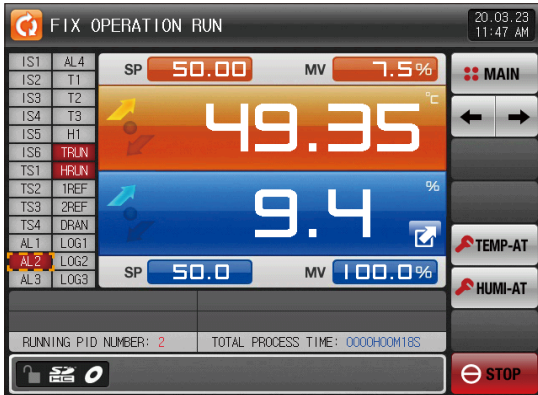 FIX OPERATION RUN
20.03.23
11:47 AM
IS1 AL4
IS2 T1
IS3 T2
IS4 T3
IS5 H1
IS6 TRUN
TS1 HRUN
TS2 1REF
TS3 2REF
TS4 DRAN
AL1 LOG1
AL2 LOG2
AL3 LOG3
SP 50.00 MV 7.5%
49.35 °C
9.4 %
SP 50.0 MV 100.0%
RUNNING PID NUMBER: 2 TOTAL PROCESS TIME: 0000H00M18S
MAIN
TEMP-AT
HUMI-AT
SD HC
STOP